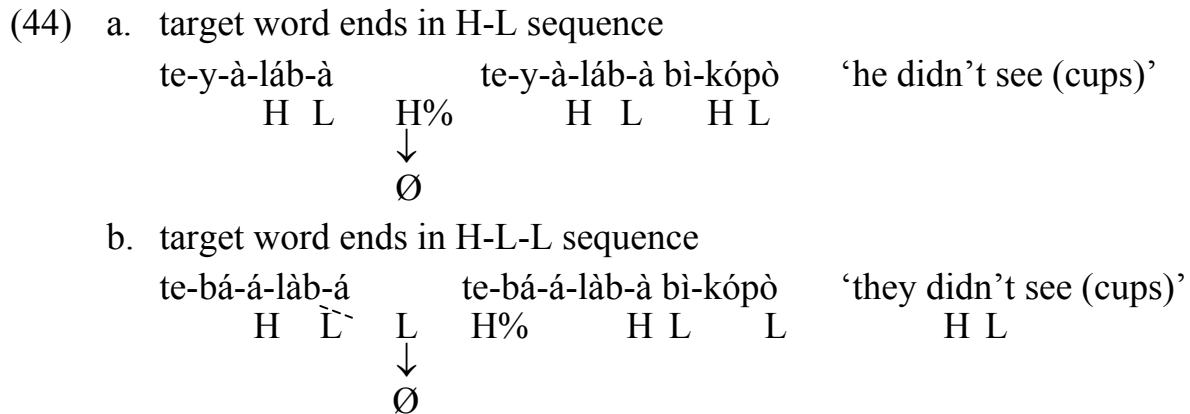 (44) a. target word ends in H-L sequence
te-y-à-láb-à te-y-à-láb-à bì-kópò ‘he didn’t see (cups)’
H L H% H L H L
↓
Ø
b. target word ends in H-L-L sequence
te-bá-á-làb-á te-bá-á-làb-à bì-kópò ‘they didn’t see (cups)’
H L L H% H L L H L
↓
Ø